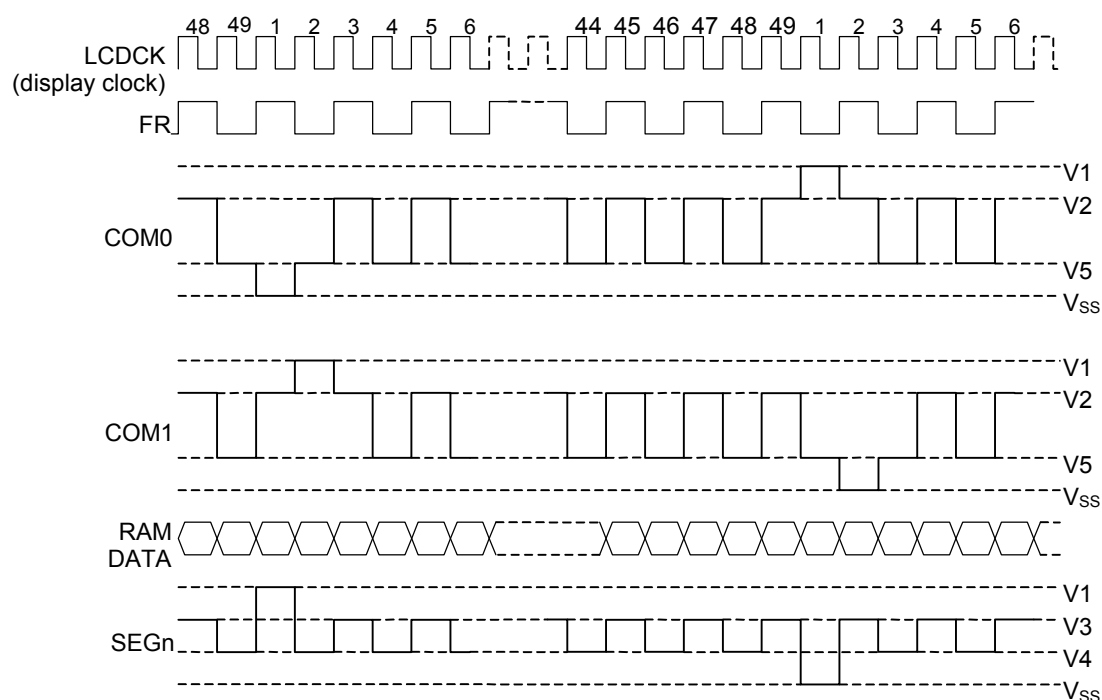 48 49 1 2 3 4 5 6 44 45 46 47 48 49 1 2 3 4 5 6
LCDCK
(display clock)
FR
V1
V2
COM0
V5
VSS
V1
V2
COM1
V5
VSS
RAM
DATA
V1
V3
SEGn
V4
VSS